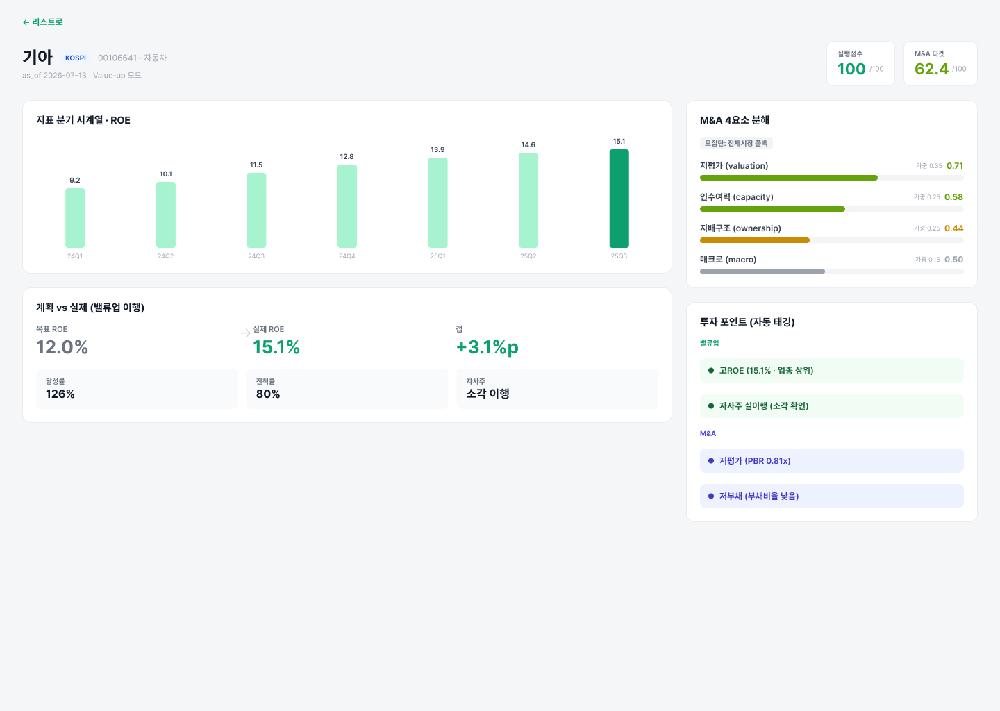 ← 리스트로
기아 KOSPI 00106641 · 자동차
as_of 2026-07-13 · Value-up 모드
실행점수
100 /100
M&A 타겟
62.4 /100
지표 분기 시계열 · ROE
9.2 10.1 11.5 12.8 13.9 14.6 15.1
24Q1 24Q2 24Q3 24Q4 25Q1 25Q2 25Q3
계획 vs 실제 (밸류업 이행)
목표 ROE → 실제 ROE 갭
12.0% 15.1% +3.1%p
달성률 진척률 자사주
126% 80% 소각 이행
M&A 4요소 분해
모집단: 전체시장 폴백
저평가 (valuation) 가중 0.35 0.71
인수여력 (capacity) 가중 0.25 0.58
지배구조 (ownership) 가중 0.25 0.44
매크로 (macro) 가중 0.15 0.50
투자 포인트 (자동 태깅)
밸류업
● 고ROE (15.1% · 업종 상위)
● 자사주 실이행 (소각 확인)
M&A
● 저평가 (PBR 0.81x)
● 저부채 (부채비율 낮음)